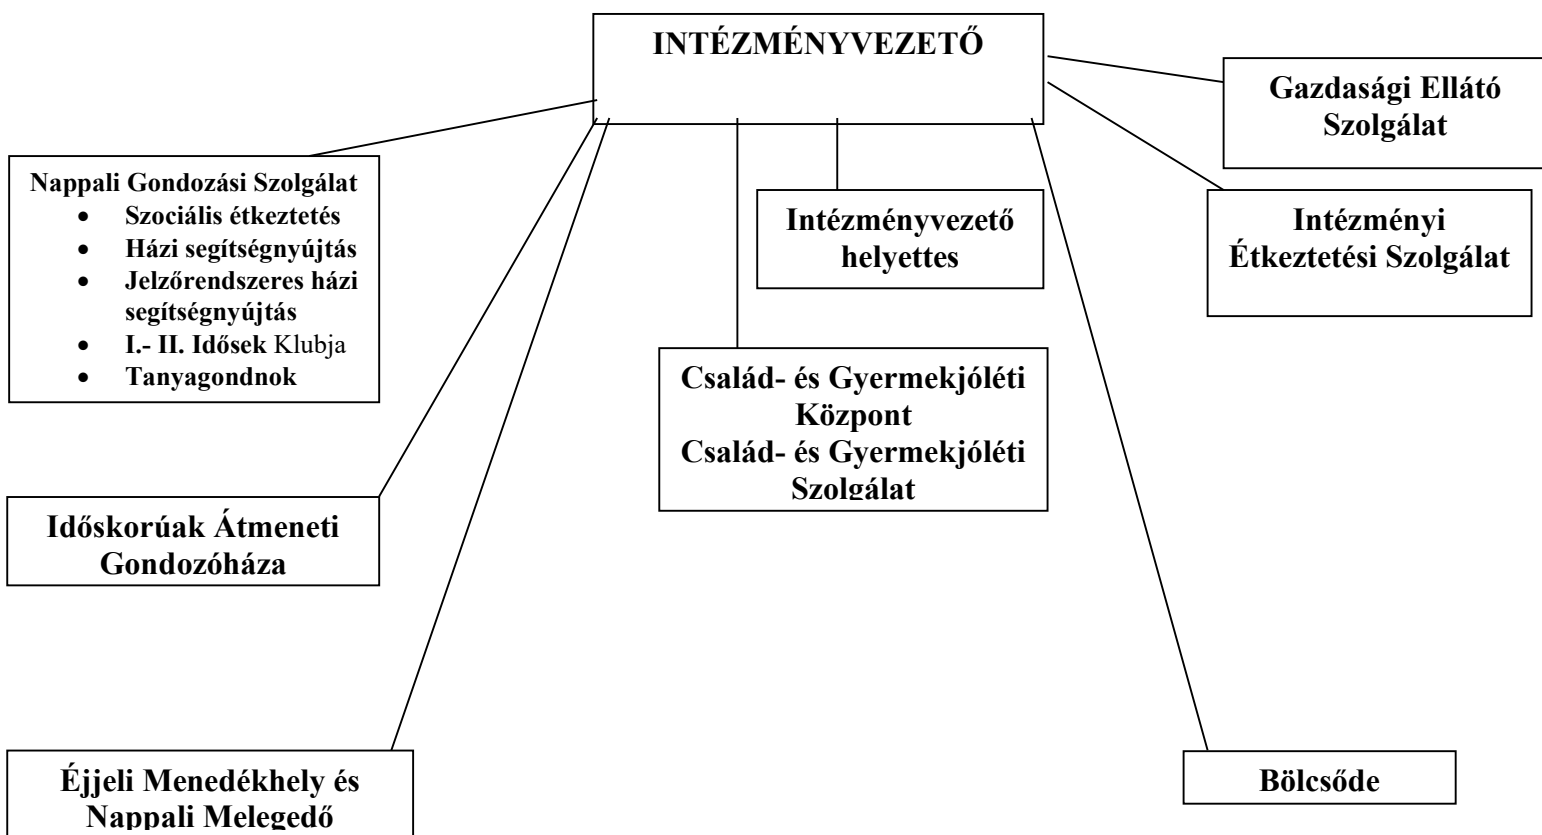 INTÉZMÉNYVEZETŐ
Gazdasági Ellátó
Szolgálat
Nappali Gondozási Szolgálat
• Szociális étkeztetés
• Házi segítségnyújtás
• Jelzőrendszeres házi
segítségnyújtás
• I.- II. Idősek Klubja
• Tanyagondnok
Intézményvezető
helyettes
Intézményi
Étkeztetési Szolgálat
Család- és Gyermekjóléti
Központ
Család- és Gyermekjóléti
Szolgálat
Időskorúak Átmeneti
Gondozóháza
Éjjeli Menedékhely és
Nappali Melegedő
Bölcsőde